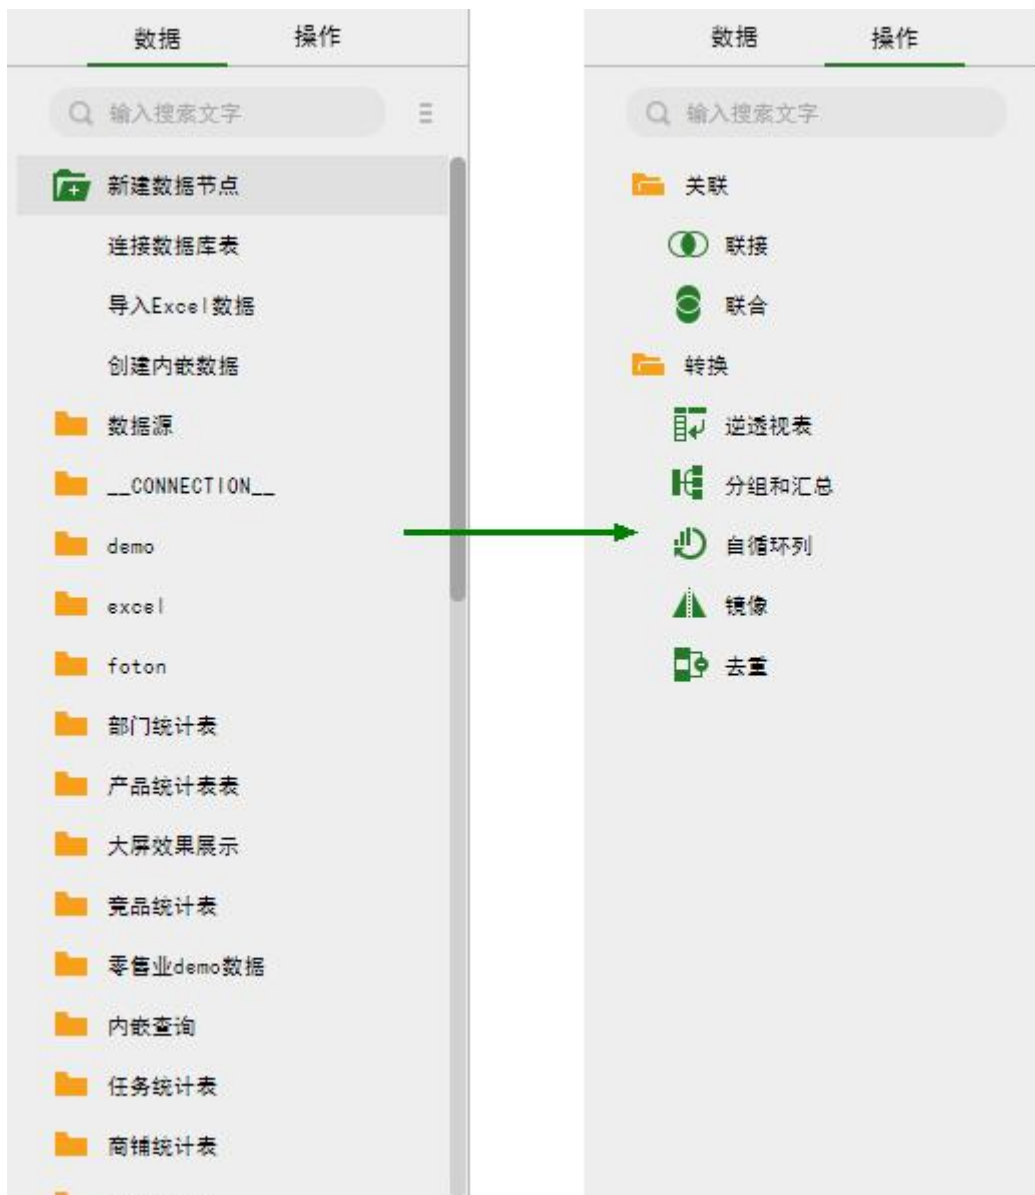 数据
操作
输入搜索文字
新建数据节点
连接数据库表
导入Excel数据
创建内嵌数据
数据源
__CONNECTION__
demo
excel
foton
部门统计表
产品统计表表
大屏效果展示
竞品统计表
零售业demo数据
内嵌查询
任务统计表
商铺统计表
数据
操作
输入搜索文字
关联
联接
联合
转换
逆透视表
分组和汇总
自循环列
镜像
去重